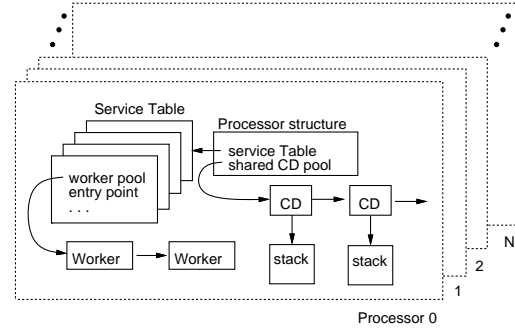 Service Table
Processor structure
service Table
shared CD pool
worker pool
entry point
. . .
CD
CD
Worker
Worker
stack
stack
N
2
1
Processor 0